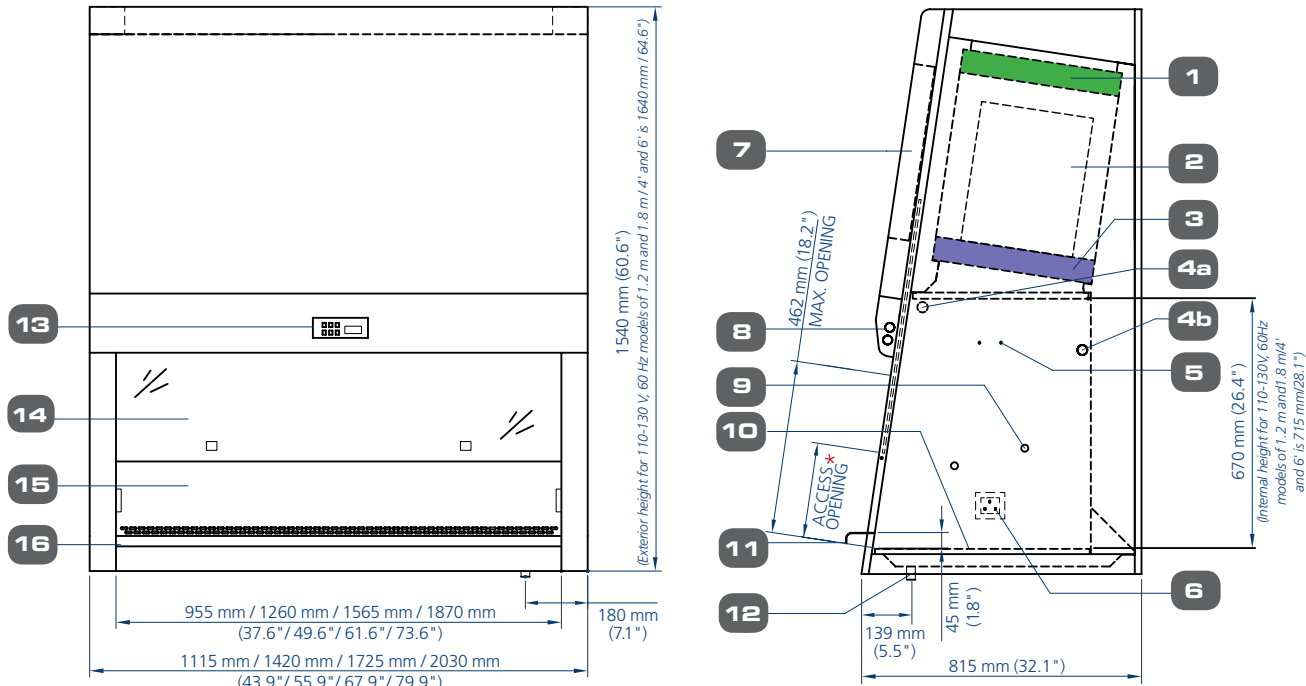 13
14
15
16
1540 mm (60.6")
(Exterior height for 110-130 V, 60 Hz models of 1.2 m and 1.8 m / 4' and 6' is 1640 mm / 64.6")
955 mm / 1260 mm / 1565 mm / 1870 mm
(37.6"/ 49.6"/ 61.6"/ 73.6")
180 mm
(7.1")
1115 mm / 1420 mm / 1725 mm / 2030 mm
(43.9"/ 55.9"/ 67.9"/ 79.9")
7
8
9
10
11
12
1
2
3
4a
4b
5
6
462 mm (18.2")
MAX. OPENING
ACCESS*
OPENING
670 mm (26.4")
(Internal height for 110-130V, 60Hz
models of 1.2 m and1.8 m/4'
and 6' is 715 mm/28.1")
45 mm
(1.8")
139 mm
(5.5")
815 mm (32.1")